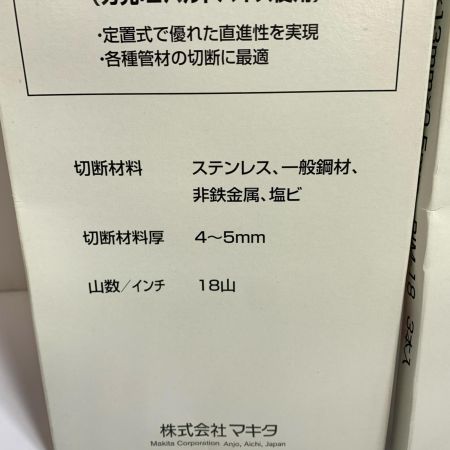 ・定置式で優れた直進性を実現
・各種管材の切断に最適
切断材料 ステンレス、一般鋼材、
非鉄金属、塩ビ
切断材料厚 4〜5mm
山数/インチ 18山
株式会社マキタ
Makita Corporation Anjo, Aichi, Japan